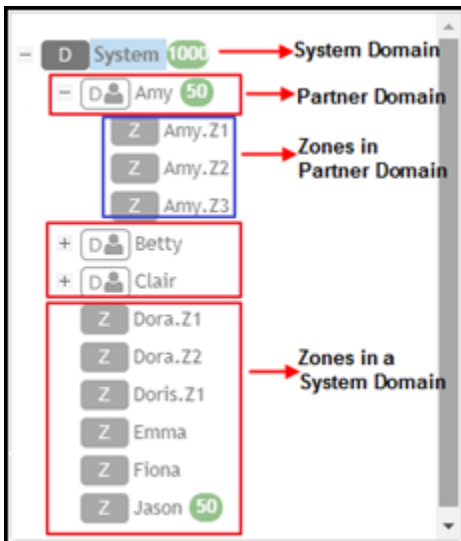 D System 1000 System Domain
D Amy 50 Partner Domain
Z Amy.Z1
Z Amy.Z2
Z Amy.Z3
Zones in
Partner Domain
D Betty
D Clair
Z Dora.Z1
Z Dora.Z2
Z Doris.Z1
Z Emma
Z Fiona
Z Jason 50
Zones in a
System Domain